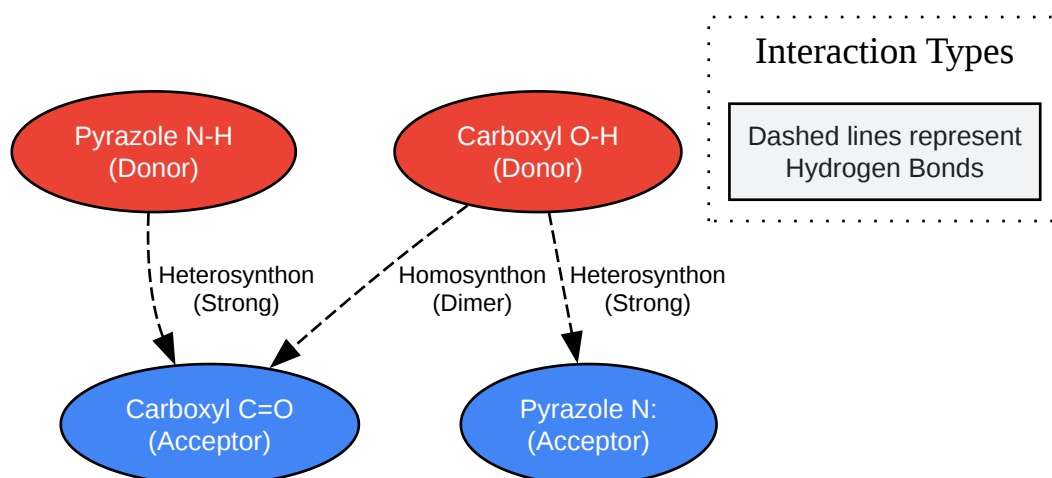 Interaction Types
Pyrazole N-H
(Donor)
Carboxyl O-H
(Donor)
Dashed lines represent
Hydrogen Bonds
Heterosynthon
(Strong)
Homosynthon
(Dimer)
Heterosynthon
(Strong)
Carboxyl C=O
(Acceptor)
Pyrazole N:
(Acceptor)